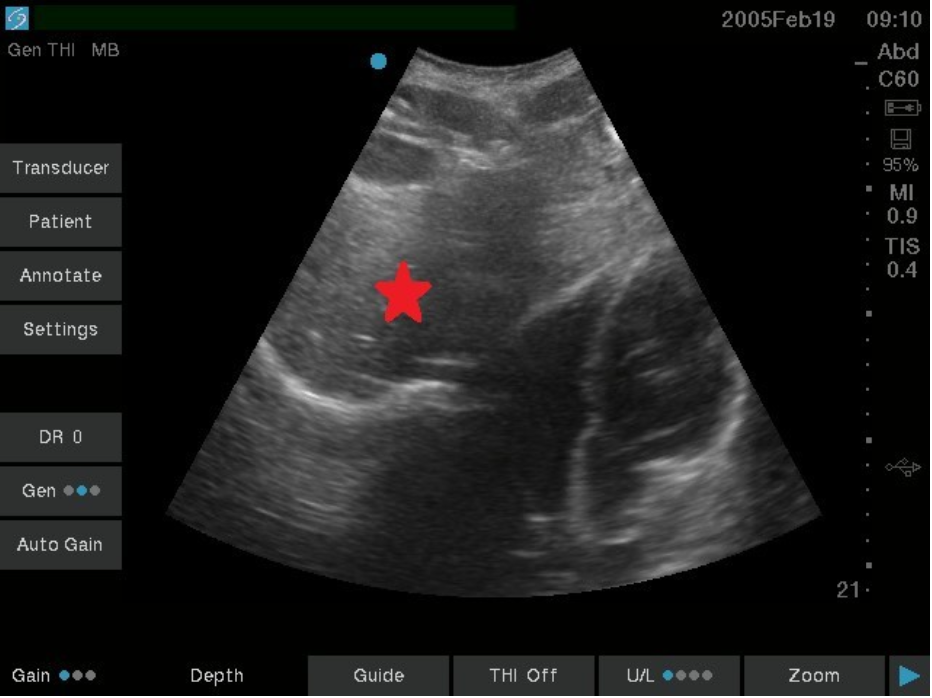 2005Feb19 09:10
Gen THI MB
Abd
C60
95%
MI
0.9
TIS
0.4
Transducer
Patient
Annotate
Settings
DR 0
Gen
Auto Gain
21
Gain Depth Guide THI Off U/L Zoom